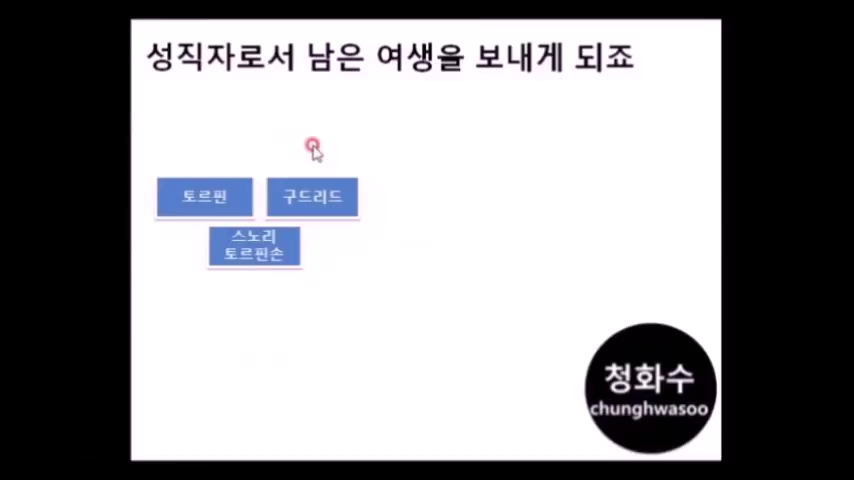 성직자로서 남은 여생을 보내게 되죠
토르핀
구드리드
스노리
토르핀손
청화수
chunghwasoo